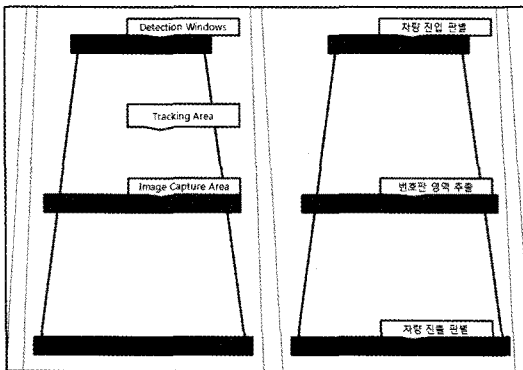 Detection Windows
차량 진입 판별
Tracking Area
Image Capture Area
번호판 영역 추출
차량 진출 판별